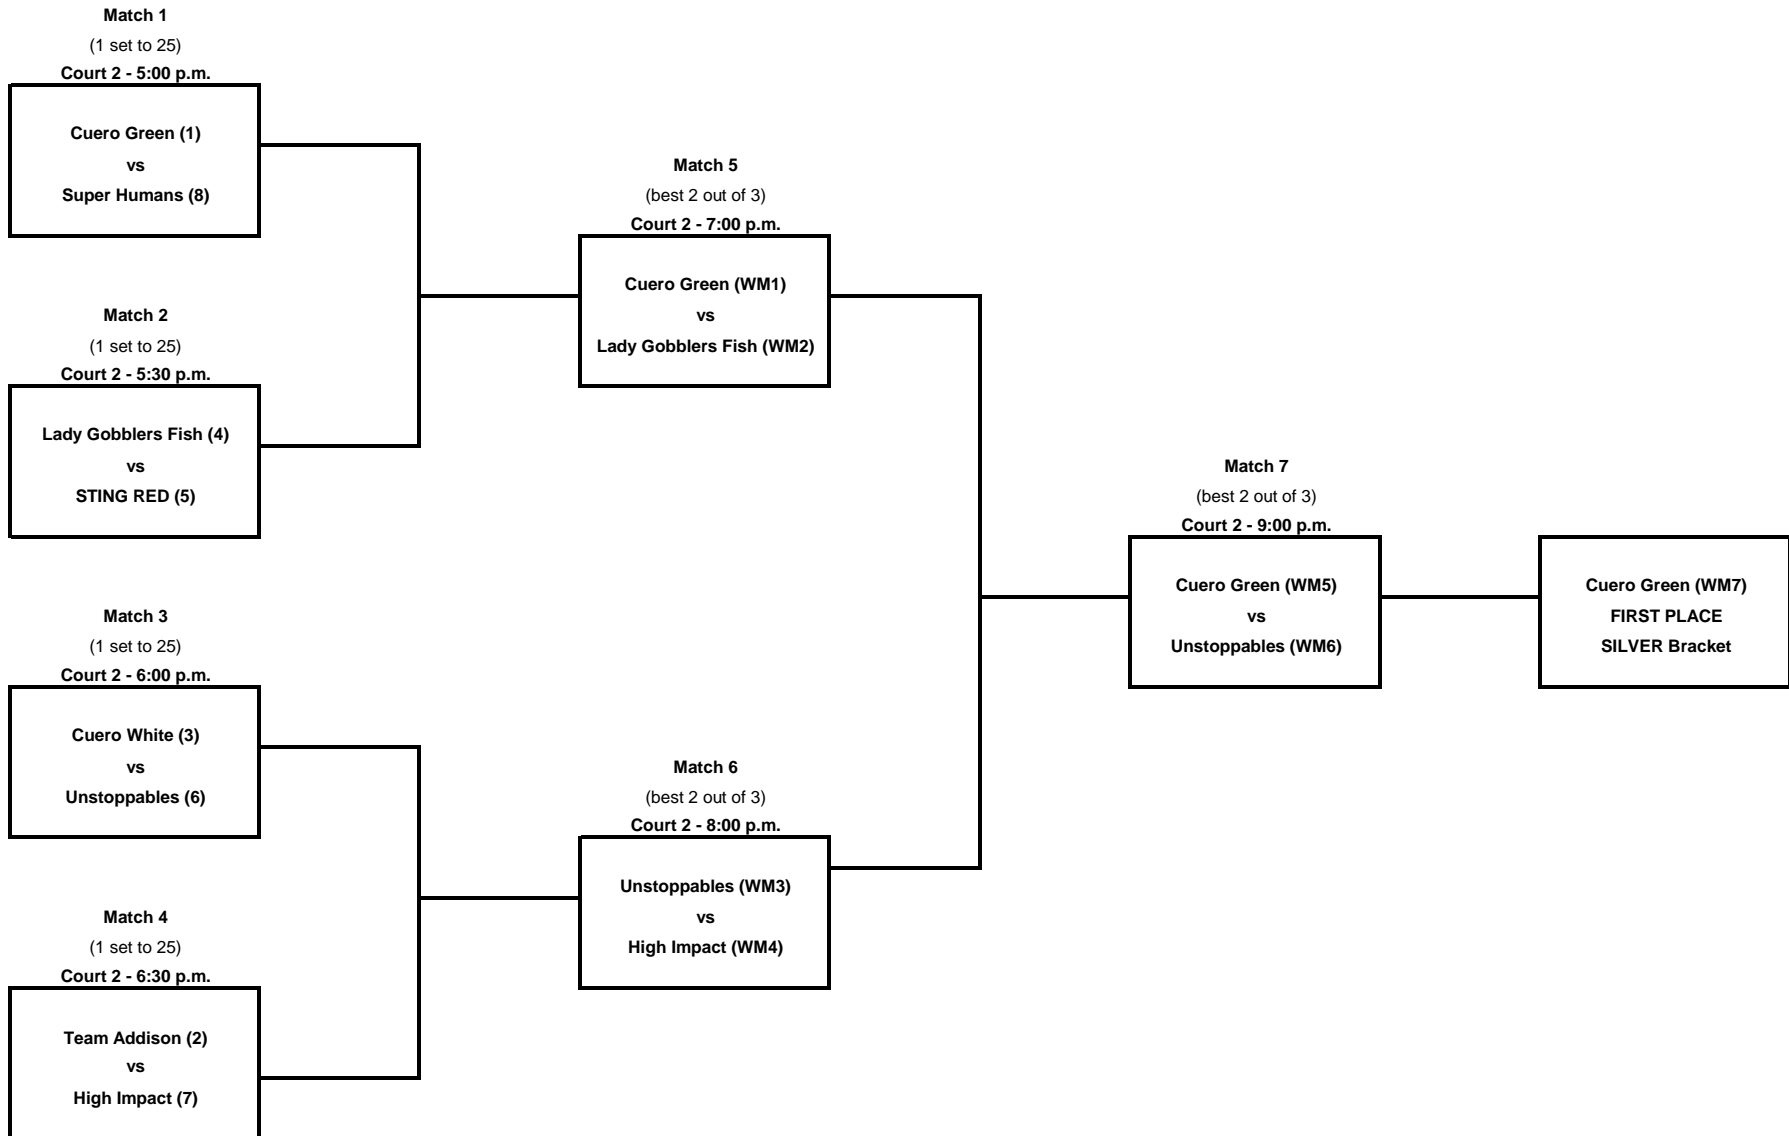 Match 1
(1 set to 25)
Court 2 - 5:00 p.m.
Cuero Green (1)
vs
Super Humans (8)
Match 2
(1 set to 25)
Court 2 - 5:30 p.m.
Lady Gobblers Fish (4)
vs
STING RED (5)
Match 3
(1 set to 25)
Court 2 - 6:00 p.m.
Cuero White (3)
vs
Unstoppables (6)
Match 4
(1 set to 25)
Court 2 - 6:30 p.m.
Team Addison (2)
vs
High Impact (7)
Match 5
(best 2 out of 3)
Court 2 - 7:00 p.m.
Cuero Green (WM1)
vs
Lady Gobblers Fish (WM2)
Match 6
(best 2 out of 3)
Court 2 - 8:00 p.m.
Unstoppables (WM3)
vs
High Impact (WM4)
Match 7
(best 2 out of 3)
Court 2 - 9:00 p.m.
Cuero Green (WM5)
vs
Unstoppables (WM6)
Cuero Green (WM7)
FIRST PLACE
SILVER Bracket